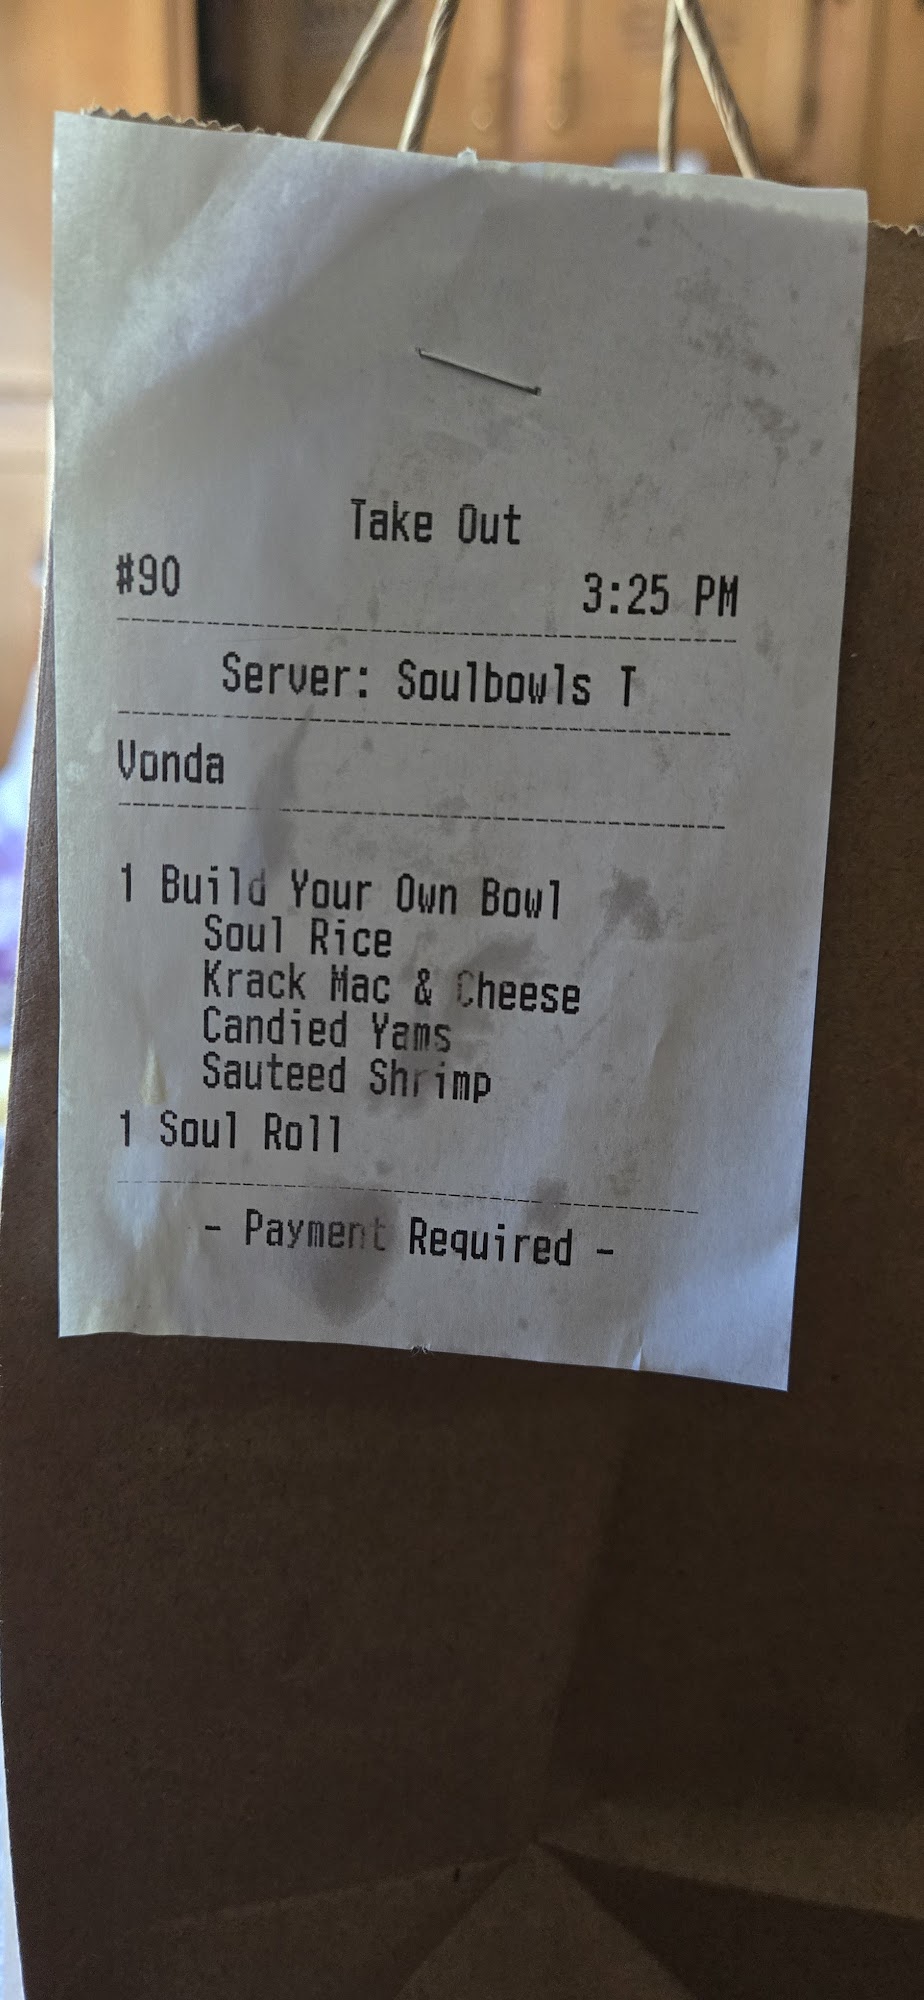 Take Out
#90 3:25 PM
Server: Soulbowls T
Vonda
1 Build Your Own Bowl
Soul Rice
Krack Mac & Cheese
Candied Yams
Sauteed Shrimp
1 Soul Roll
- Payment Required -